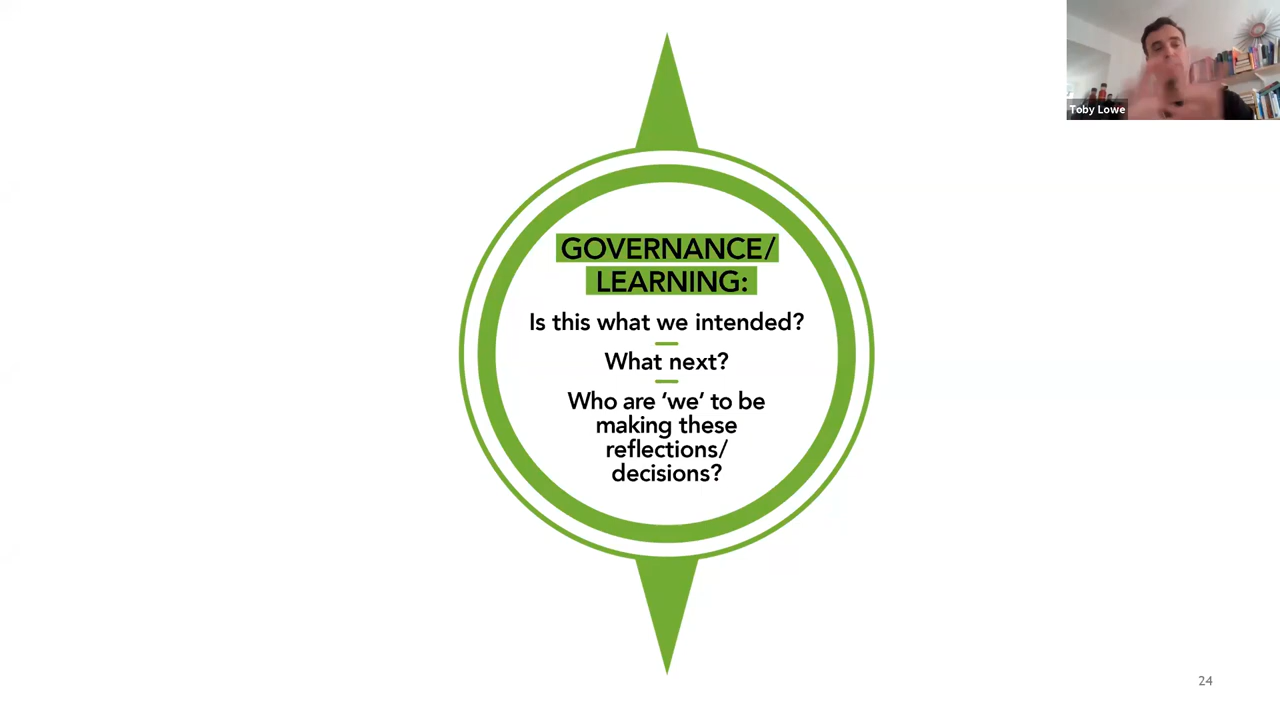 Toby Lowe
GOVERNANCE/
LEARNING:
Is this what we intended?
What next?
Who are ‘we’ to be
making these
reflections/
decisions?
24